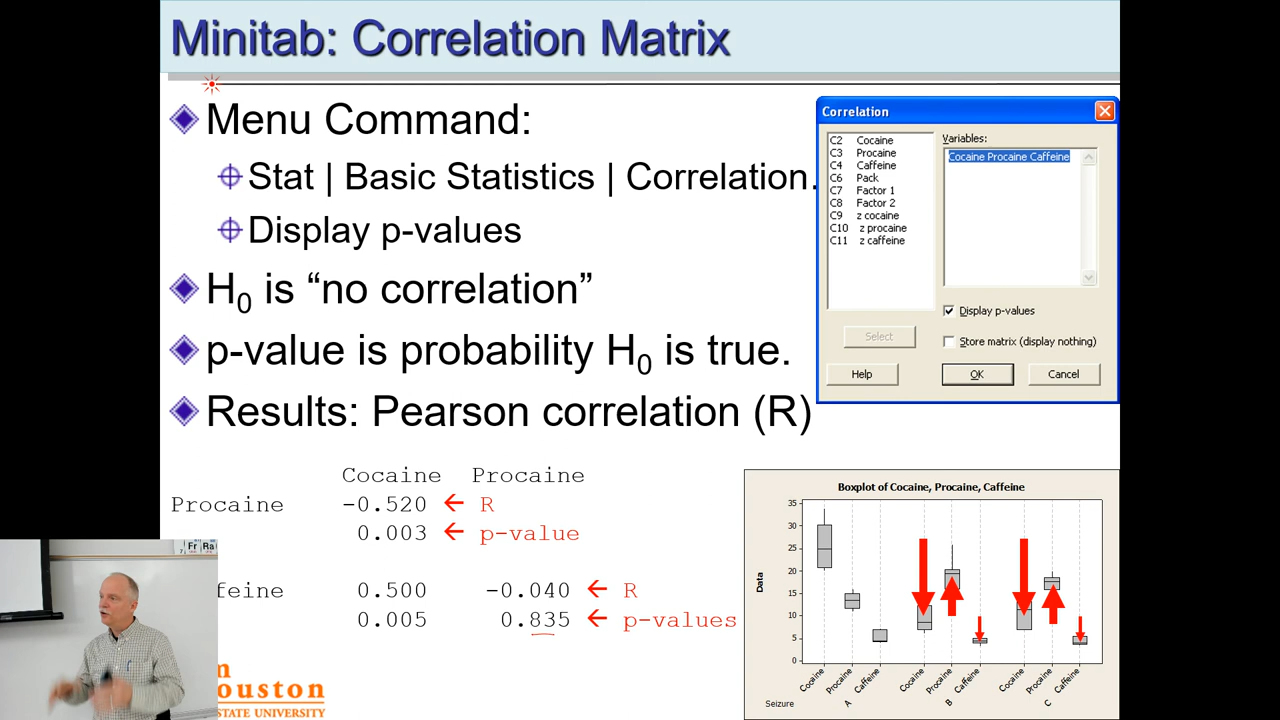 Minitab: Correlation Matrix
Menu Command:
Stat | Basic Statistics | Correlation.
Display p-values
H0 is “no correlation”
p-value is probability H0 is true.
Results: Pearson correlation (R)
Correlation
C2 Cocaine
C3 Procaine
C4 Caffeine
C6 Pack
C7 Factor 1
C8 Factor 2
C9 z cocaine
C10 z procaine
C11 z caffeine
Variables:
Cocaine Procaine Caffeine
Display p-values
Store matrix (display nothing)
Select
Help
OK
Cancel
Cocaine Procaine
Procaine -0.520 ← R
0.003 ← p-value
feine 0.500 -0.040 ← R
0.005 0.835 ← p-values
Fr Ra
ouston
STATE UNIVERSITY
Boxplot of Cocaine, Procaine, Caffeine
Data
35
30
25
20
15
10
5
0
Cocaine Procaine Caffeine Cocaine Procaine Caffeine Cocaine Procaine Caffeine
Seizure A B C